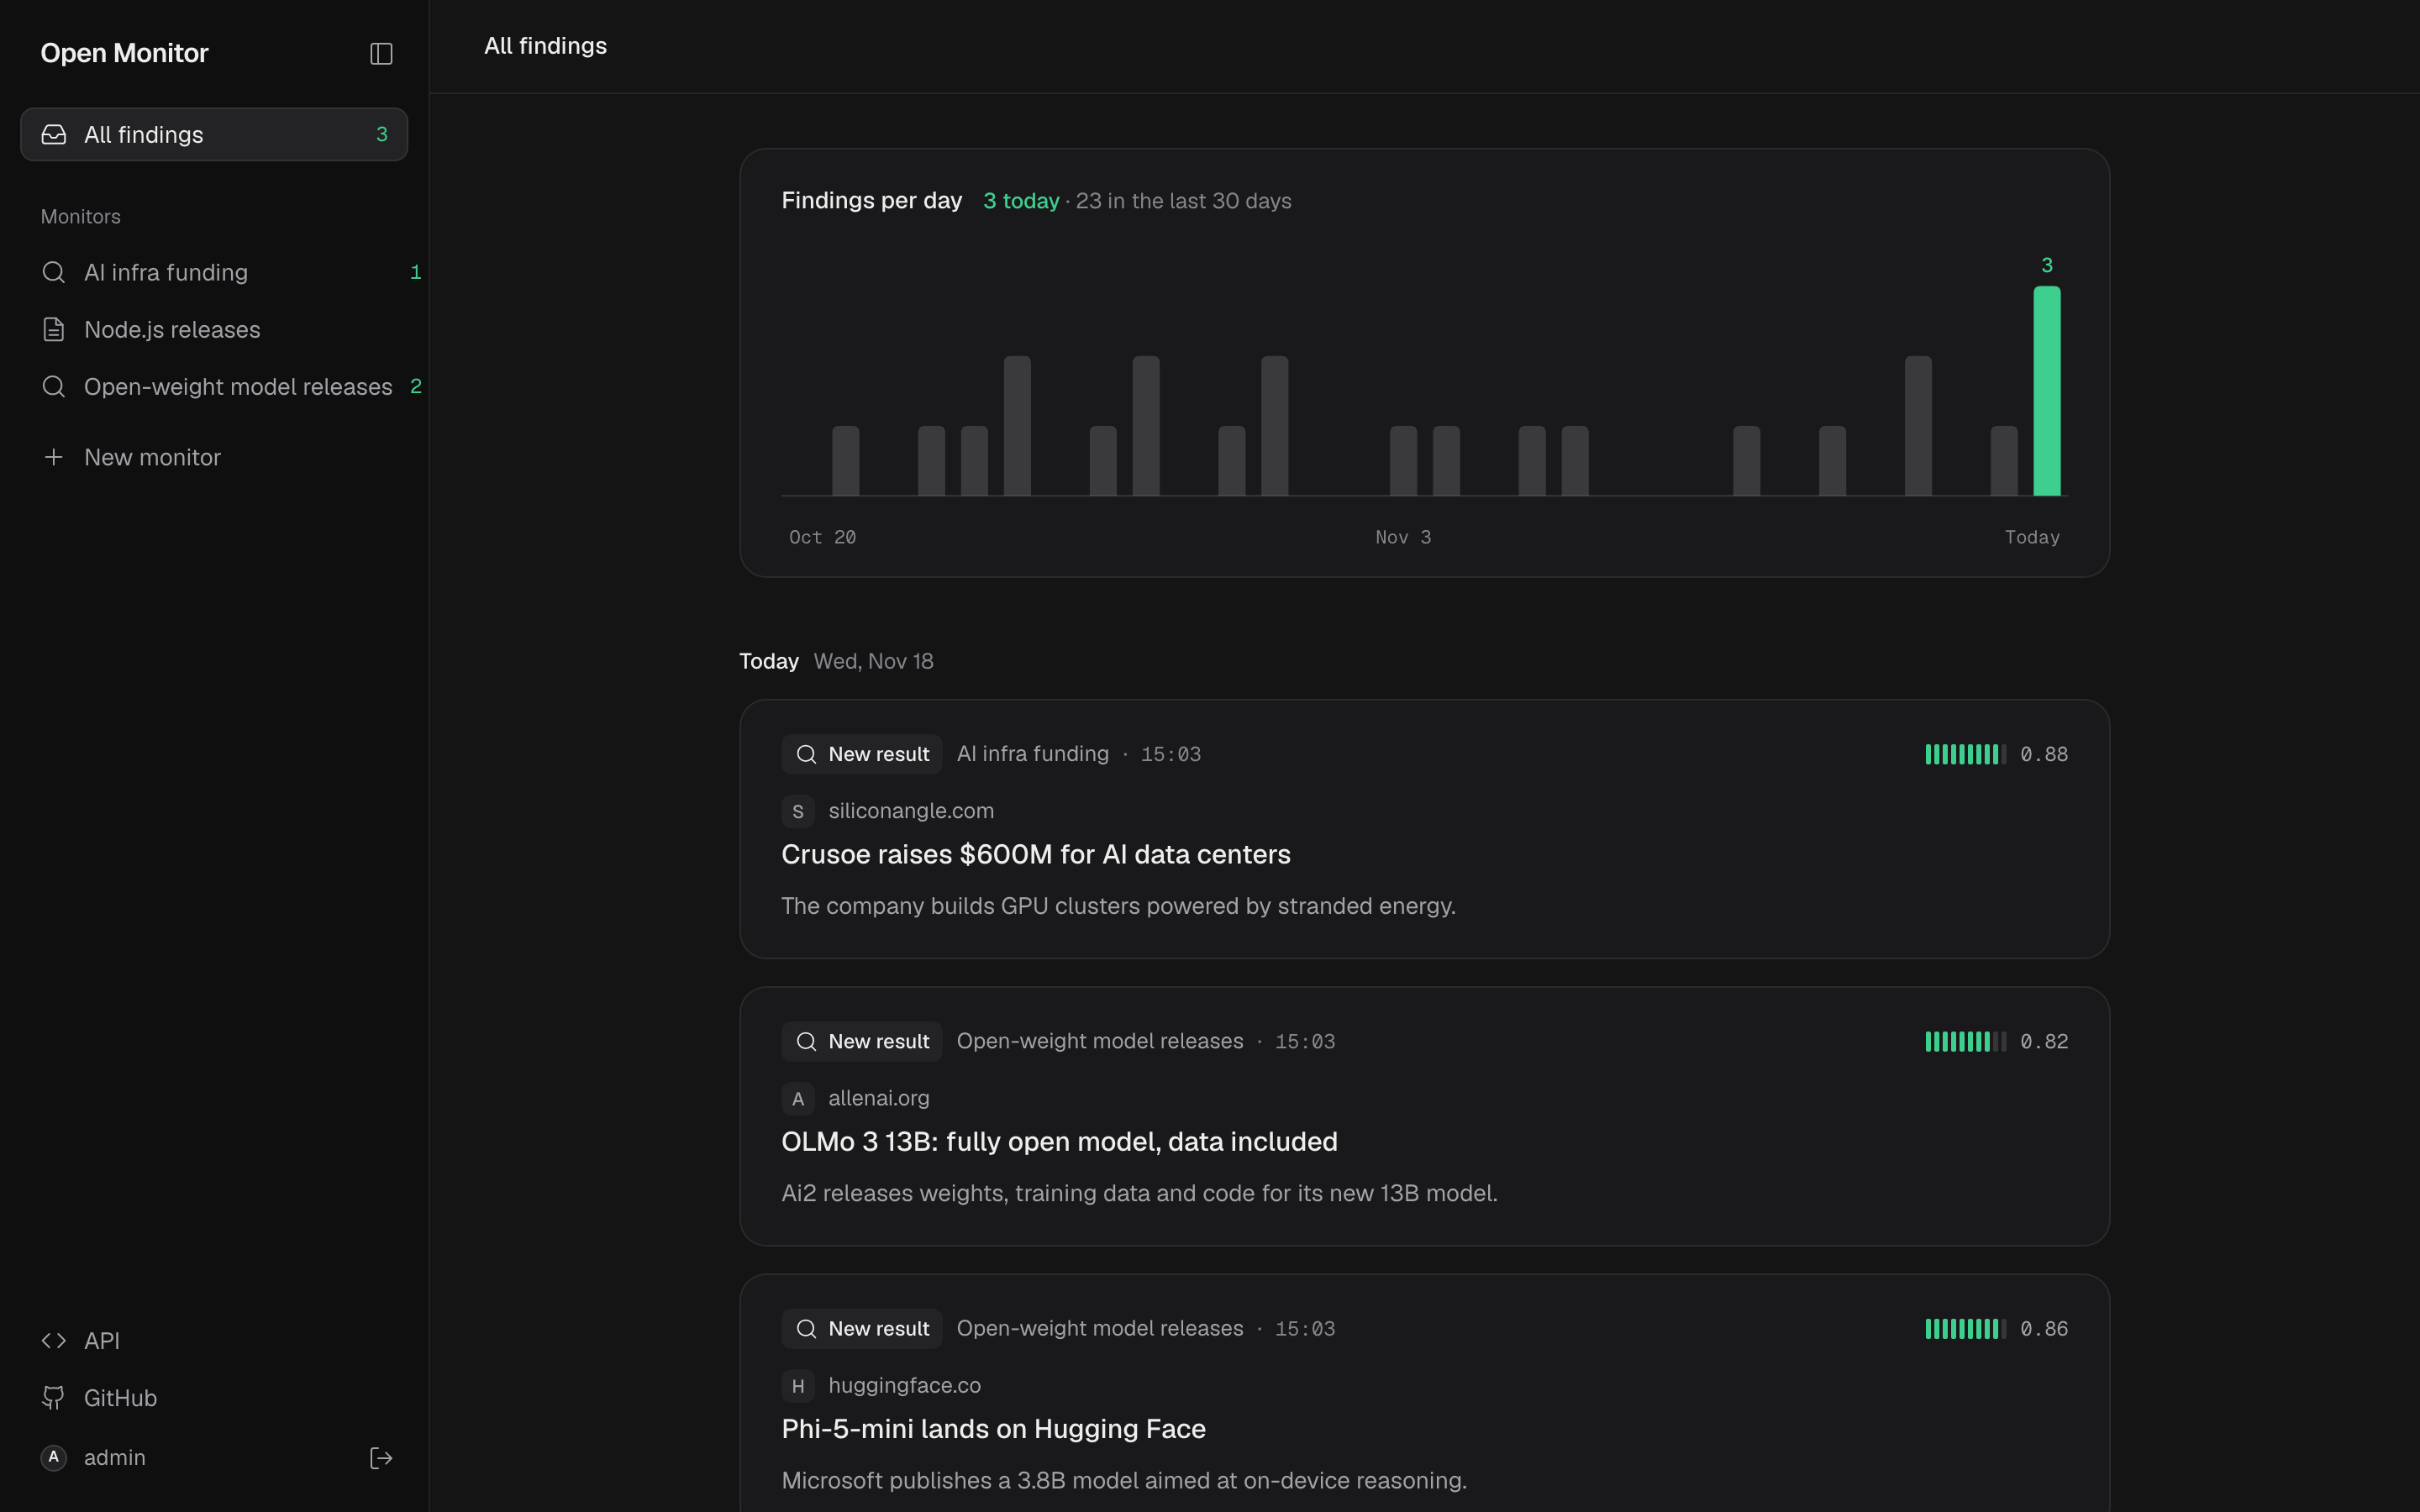 Open Monitor
All findings 3
Monitors
AI infra funding 1
Node.js releases
Open-weight model releases 2
New monitor
API
GitHub
A admin
All findings
Findings per day 3 today · 23 in the last 30 days
3
Oct 20 Nov 3 Today
Today Wed, Nov 18
New result AI infra funding · 15:03 0.88
S siliconangle.com
Crusoe raises $600M for AI data centers
The company builds GPU clusters powered by stranded energy.
New result Open-weight model releases · 15:03 0.82
A allenai.org
OLMo 3 13B: fully open model, data included
Ai2 releases weights, training data and code for its new 13B model.
New result Open-weight model releases · 15:03 0.86
H huggingface.co
Phi-5-mini lands on Hugging Face
Microsoft publishes a 3.8B model aimed at on-device reasoning.